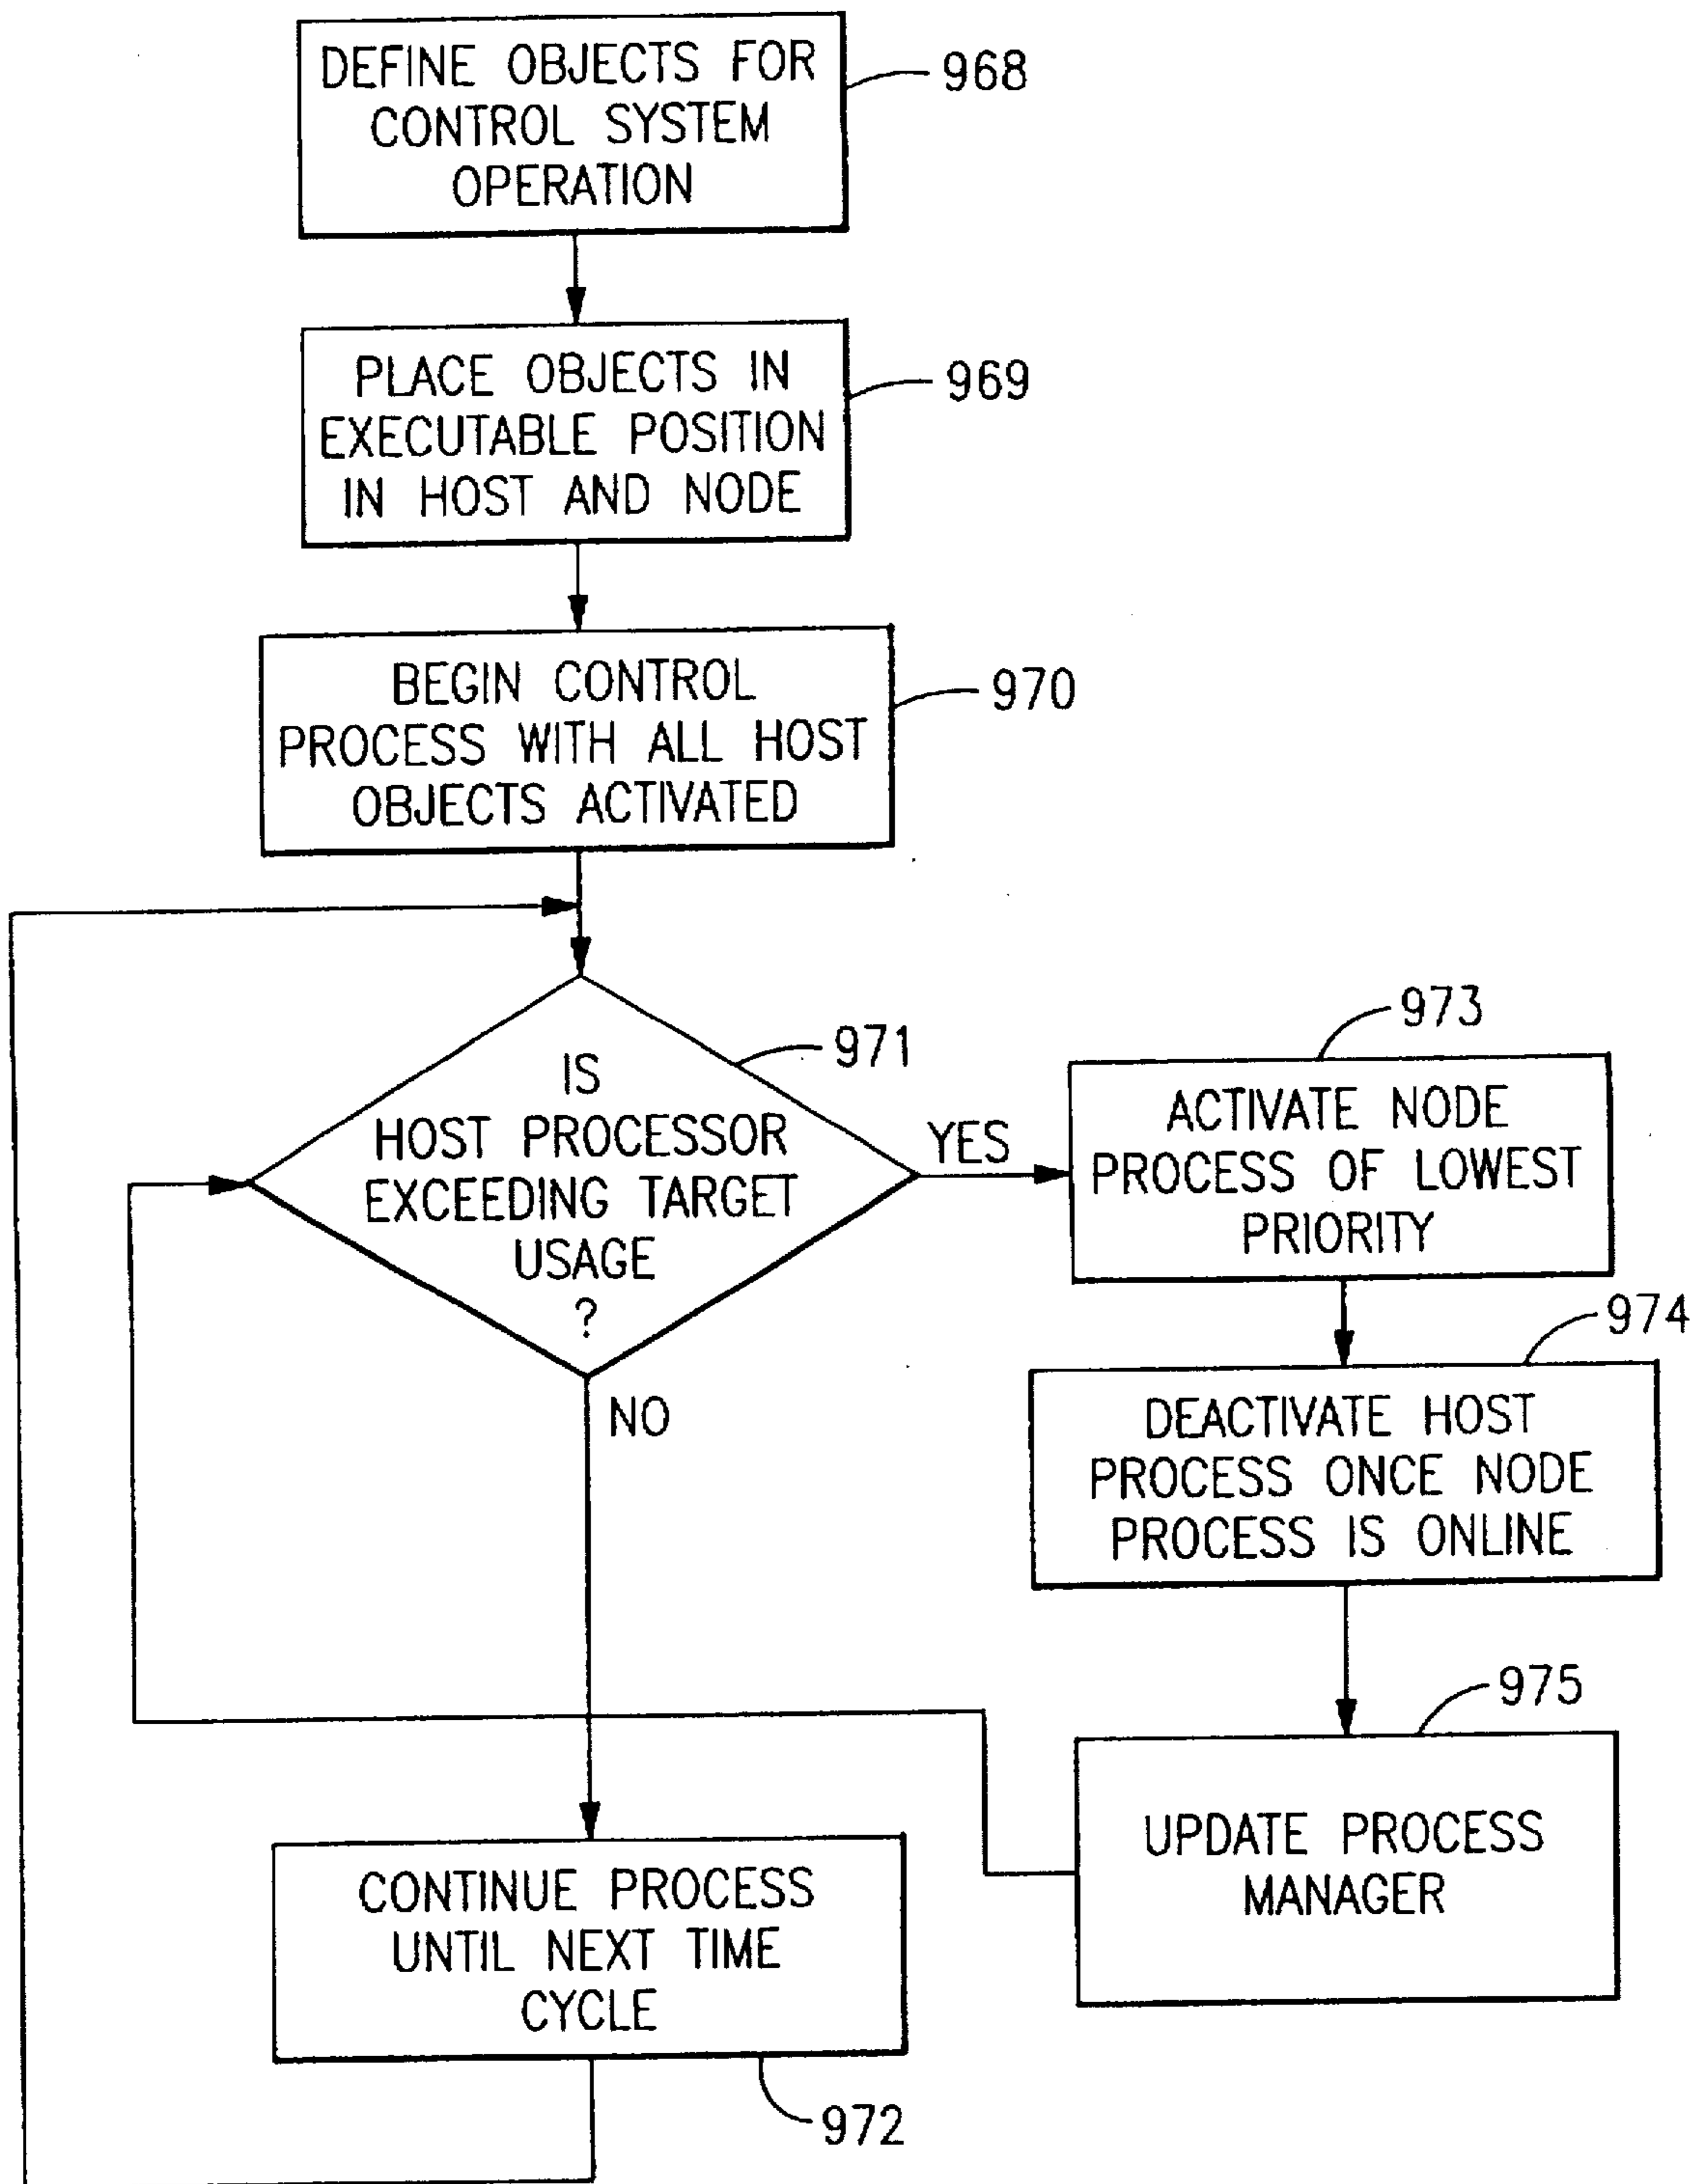 DEFINE OBJECTS FOR
CONTROL SYSTEM
OPERATION
968
PLACE OBJECTS IN
EXECUTABLE POSITION
IN HOST AND NODE
969
BEGIN CONTROL
PROCESS WITH ALL HOST
OBJECTS ACTIVATED
970
IS
HOST PROCESSOR
EXCEEDING TARGET
USAGE
?
971
YES
NO
973
ACTIVATE NODE
PROCESS OF LOWEST
PRIORITY
974
DEACTIVATE HOST
PROCESS ONCE NODE
PROCESS IS ONLINE
975
UPDATE PROCESS
MANAGER
CONTINUE PROCESS
UNTIL NEXT TIME
CYCLE
972